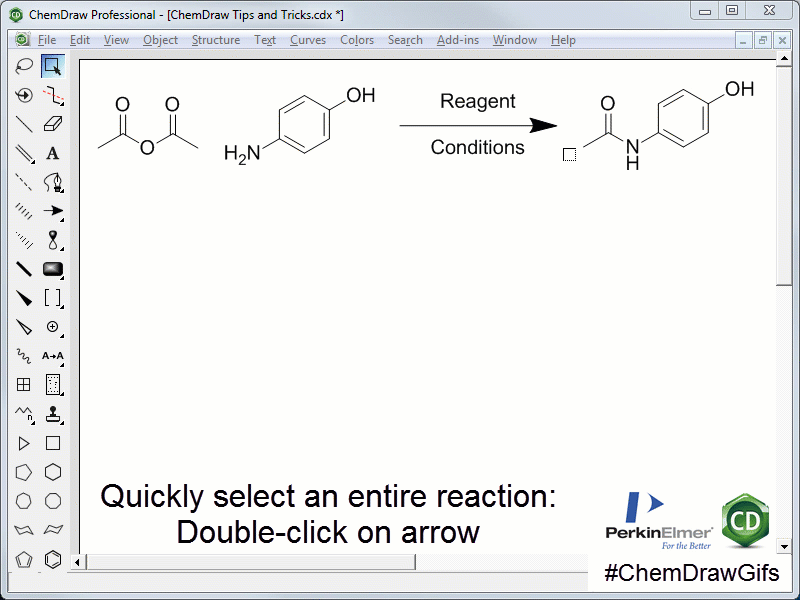 ChemDraw Professional - [ChemDraw Tips and Tricks.cdx *]
File Edit View Object Structure Text Curves Colors Search Add-ins Window Help
A
A→A
n
O O O
H2N OH
Reagent
Conditions
O OH
N
H
Quickly select an entire reaction:
Double-click on arrow
PerkinElmer
For the Better
CD
#ChemDrawGifs